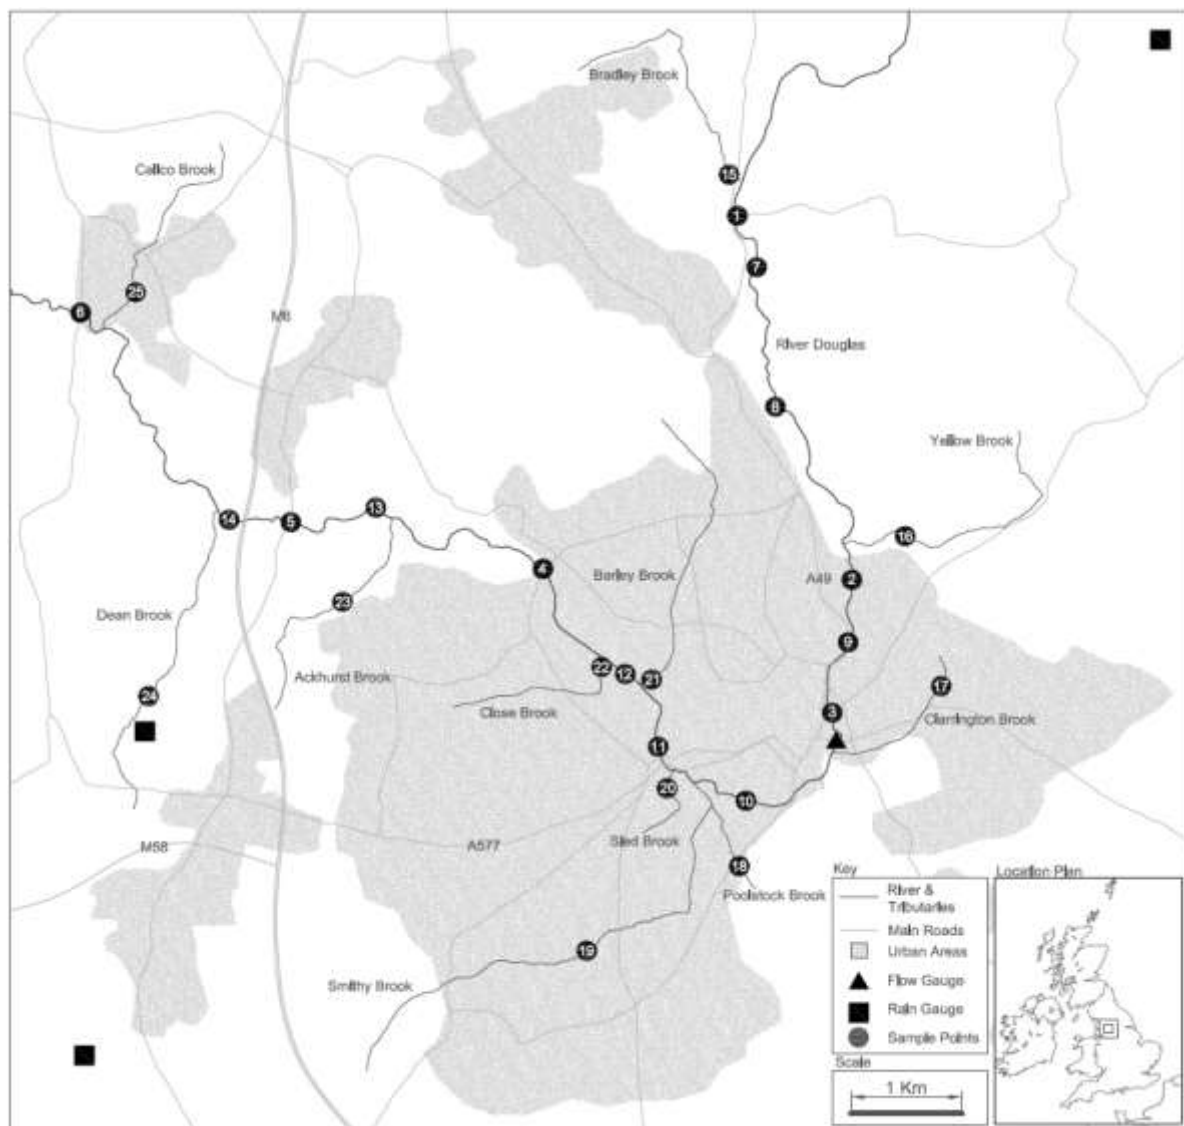 Bradley Brook
Calico Brook
15
1
7
25
6
M6
River Douglas
8
Yellow Brook
13
14
5
16
4
Barley Brook
A49
2
23
Dean Brook
9
22
12
21
Ackhurst Brook
17
24
Close Brook
3
Clarrington Brook
11
20
10
Sled Brook
M58
A577
18
Poolstock Brook
19
Smithy Brook
Key
River &
Tributaries
Main Roads
Urban Areas
Flow Gauge
Rain Gauge
Sample Points
Scale
1 Km
Location Plan